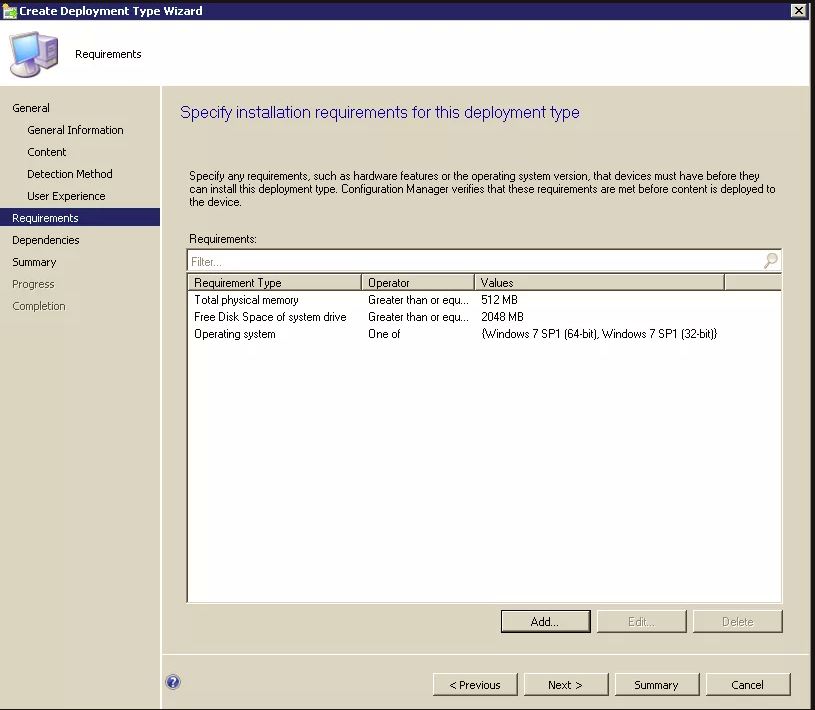 Create Deployment Type Wizard
Requirements
General
General Information
Content
Detection Method
User Experience
Requirements
Dependencies
Summary
Progress
Completion
Specify installation requirements for this deployment type
Specify any requirements, such as hardware features or the operating system version, that devices must have before they
can install this deployment type. Configuration Manager verifies that these requirements are met before content is deployed to
the device.
Requirements:
Filter...
Requirement Type Operator Values
Total physical memory Greater than or equ... 512 MB
Free Disk Space of system drive Greater than or equ... 2048 MB
Operating system One of {Windows 7 SP1 (64-bit), Windows 7 SP1 (32-bit)}
Add... Edit... Delete
? < Previous Next > Summary Cancel